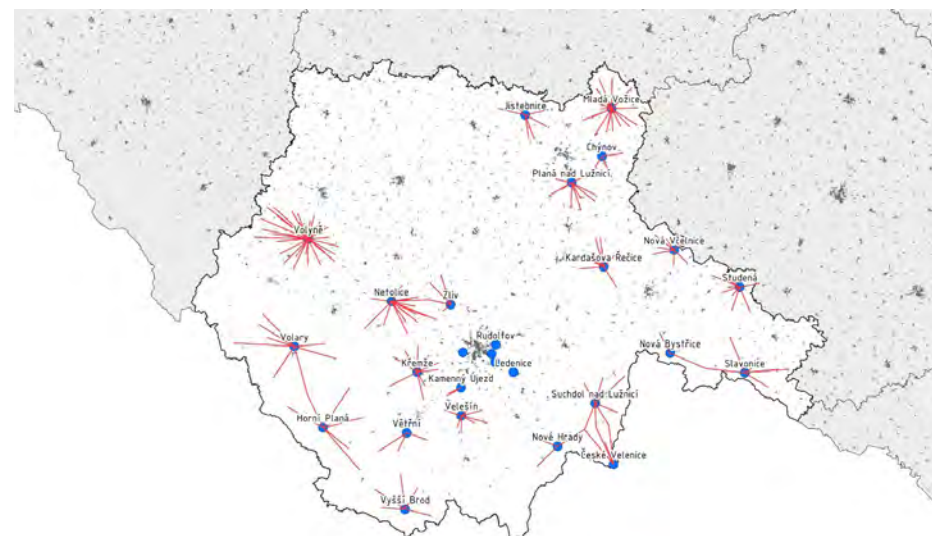 Jistebnice
Mladá Vožice
Chýnov
Planá nad Lužnicí
Volyně
Nová Včelnice
Kardašova Řečice
Studená
Netolice
Zliv
Rudolfov
Volary
Nová Bystřice
Ledenice
Slavonice
Křemže
Kamenný Újezd
Suchdol nad Lužnicí
Velešín
Horní Planá
Větřní
Nové Hrady
České Velenice
Vyšší Brod